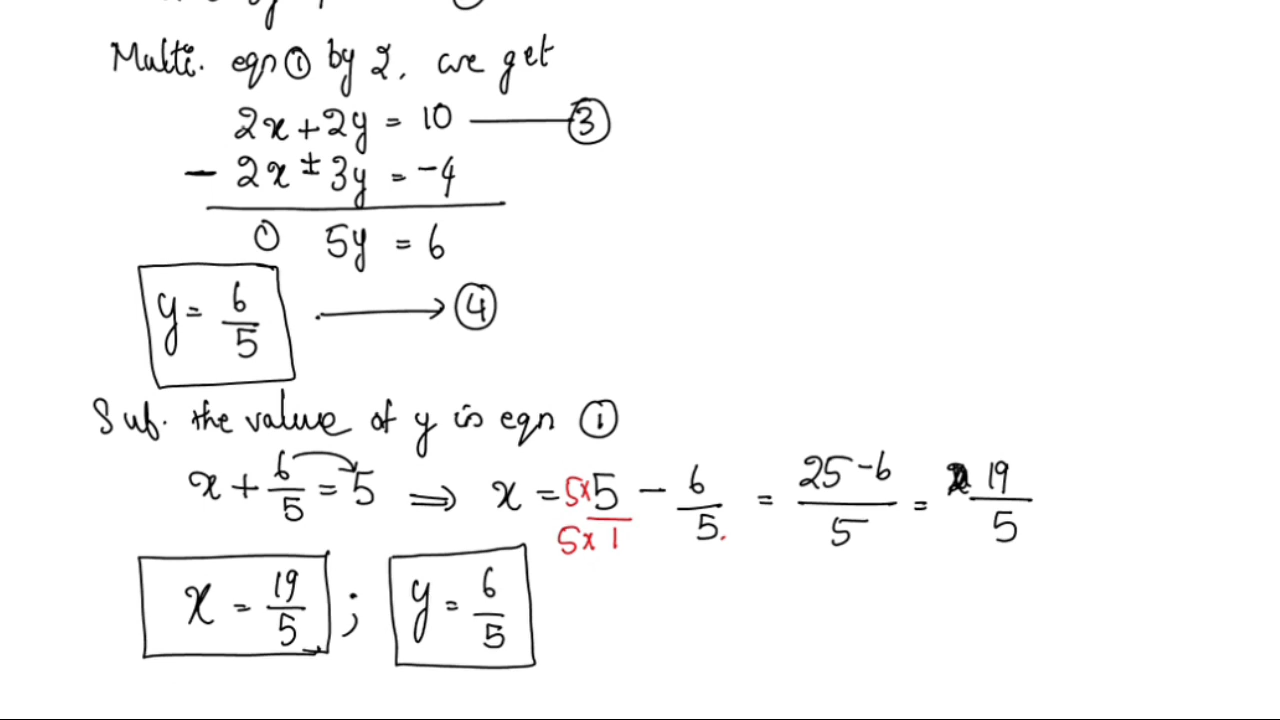 Multi. eqn ① by 2, we get
2x + 2y = 10 —— ③
- 2x ± 3y = -4
0 5y = 6
y = 6/5 → ④
Sub. the value of y in eqn ①
x + 6/5 = 5 ⟹ x = 5×5/5×1 - 6/5 = 25-6/5 = 19/5
x = 19/5 ; y = 6/5